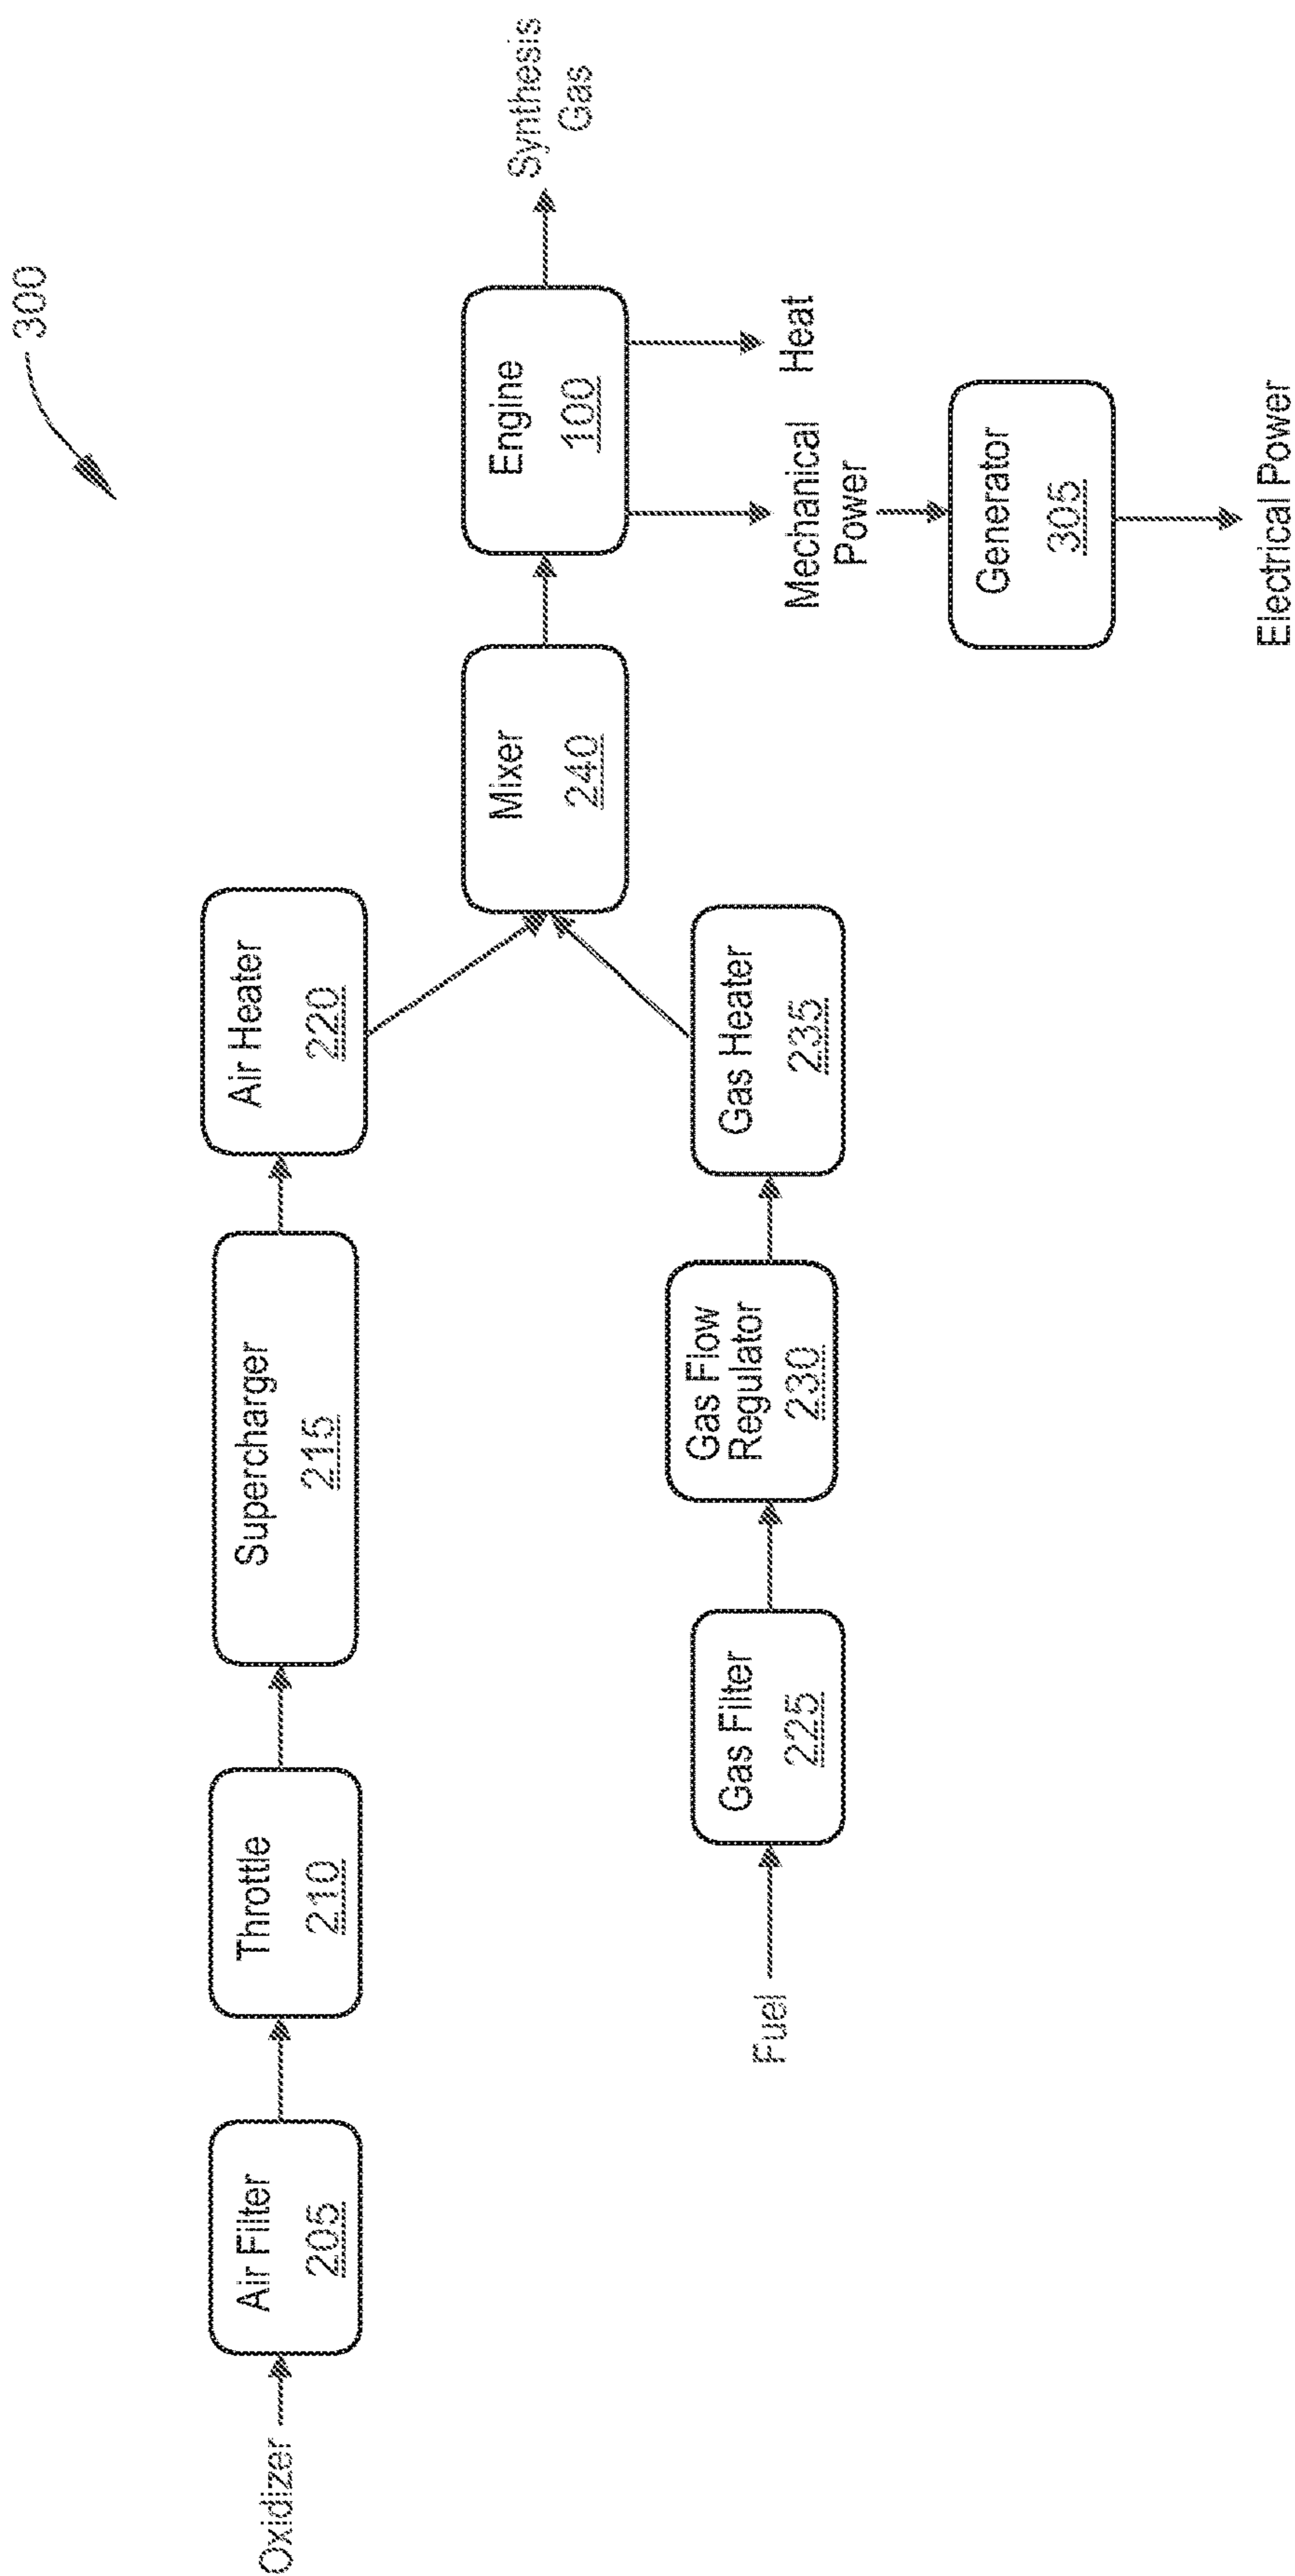 300
Oxidizer
Air Filter
205
Throttle
210
Supercharger
215
Air Heater
220
Fuel
Gas Filter
225
Gas Flow
Regulator
230
Gas Heater
235
Mixer
240
Engine
100
Synthesis
Gas
Heat
Mechanical
Power
Generator
305
Electrical Power